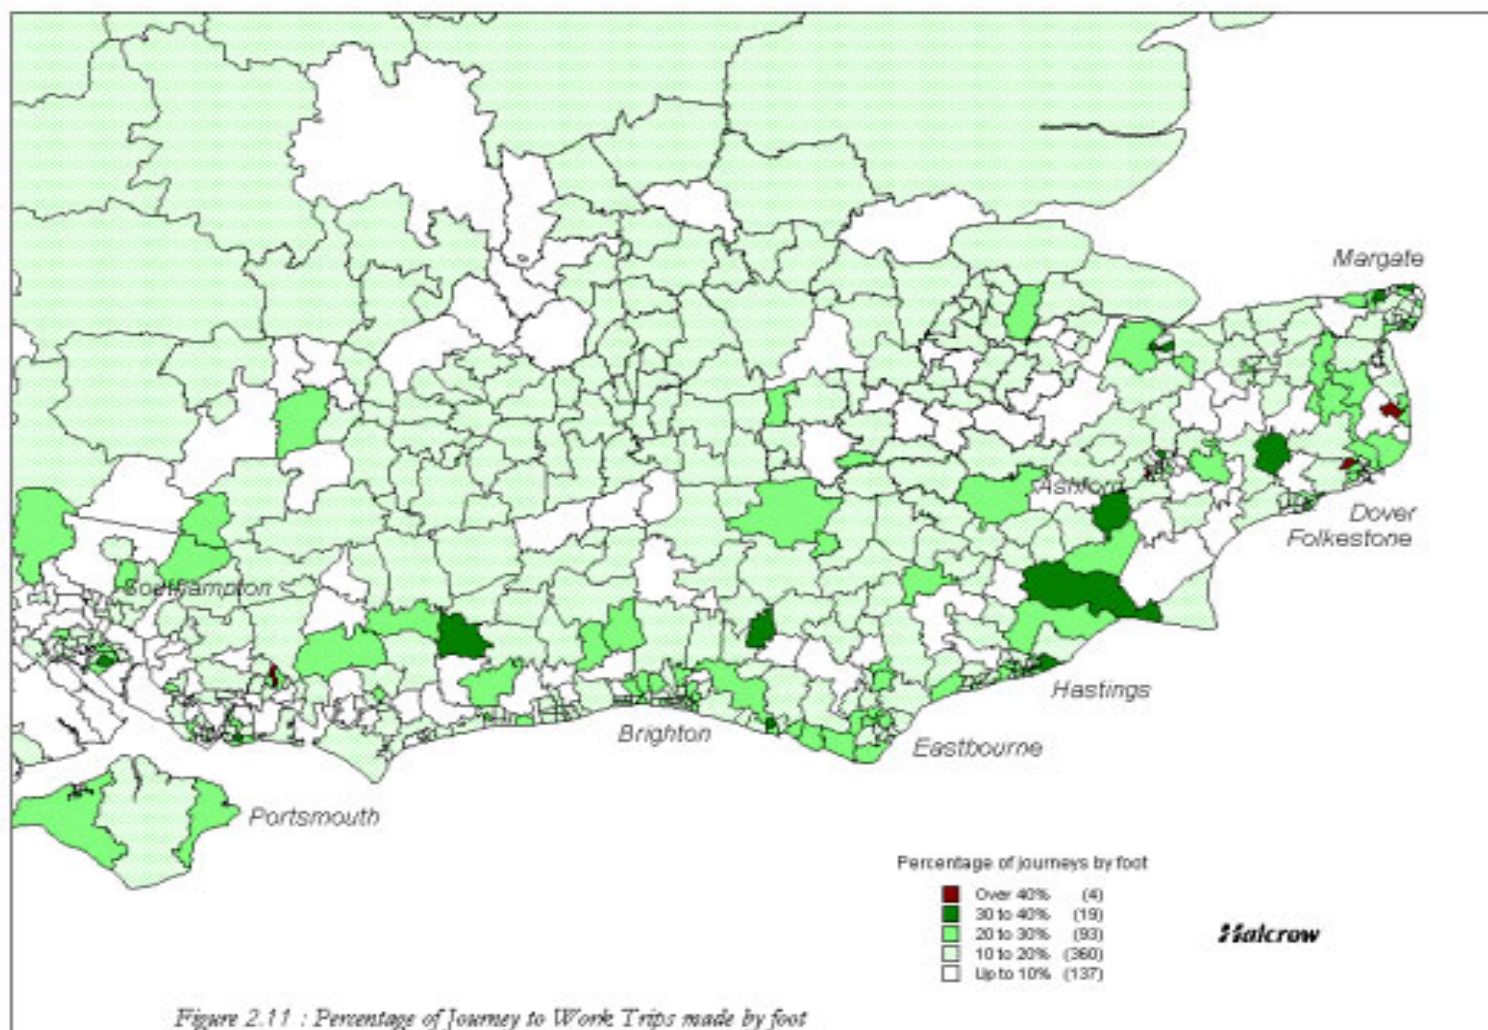 Margate
Ashford
Dover
Folkestone
Southampton
Hastings
Brighton
Eastbourne
Portsmouth
Percentage of journeys by foot
Over 40% (4)
30 to 40% (19)
20 to 30% (93)
10 to 20% (360)
Up to 10% (137)
Halcrow
Figure 2.11 : Percentage of Journey to Work Trips made by foot